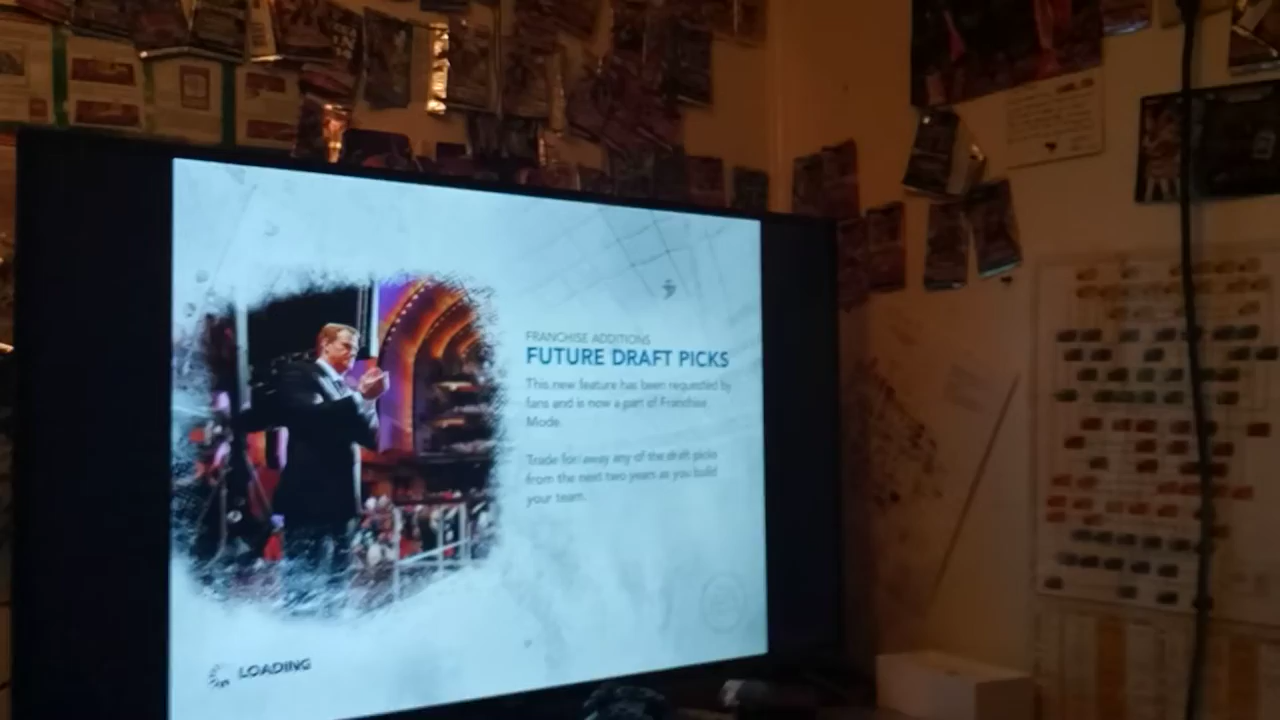 FRANCHISE ADDITIONS
FUTURE DRAFT PICKS
This new feature has been requested by
fans and is now a part of Franchise
Mode.
Trade for/away any of the draft picks
from the next two years as you build
your team.
LOADING